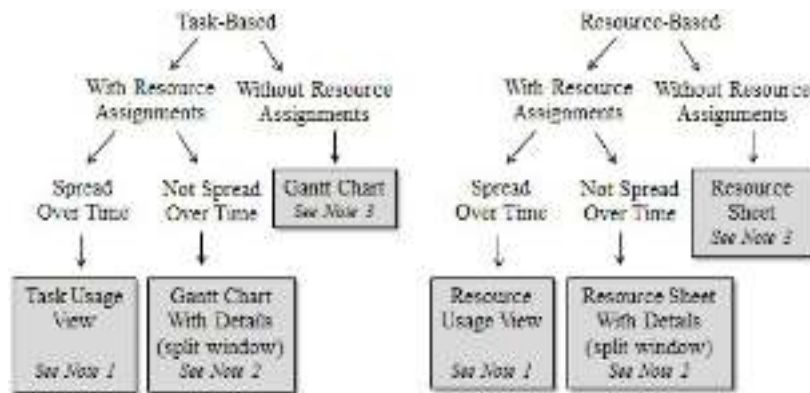 Task-Based
With Resource
Assignments
Without Resource
Assignments
Spread
Over Time
Not Spread
Over Time
Gantt Chart
See Note 3
Task Usage
View
See Note 1
Gantt Chart
With Details
(split window)
See Note 2
Resource-Based
With Resource
Assignments
Without Resource
Assignments
Spread
Over Time
Not Spread
Over Time
Resource
Sheet
See Note 3
Resource
Usage View
See Note 1
Resource Sheet
With Details
(split window)
See Note 2